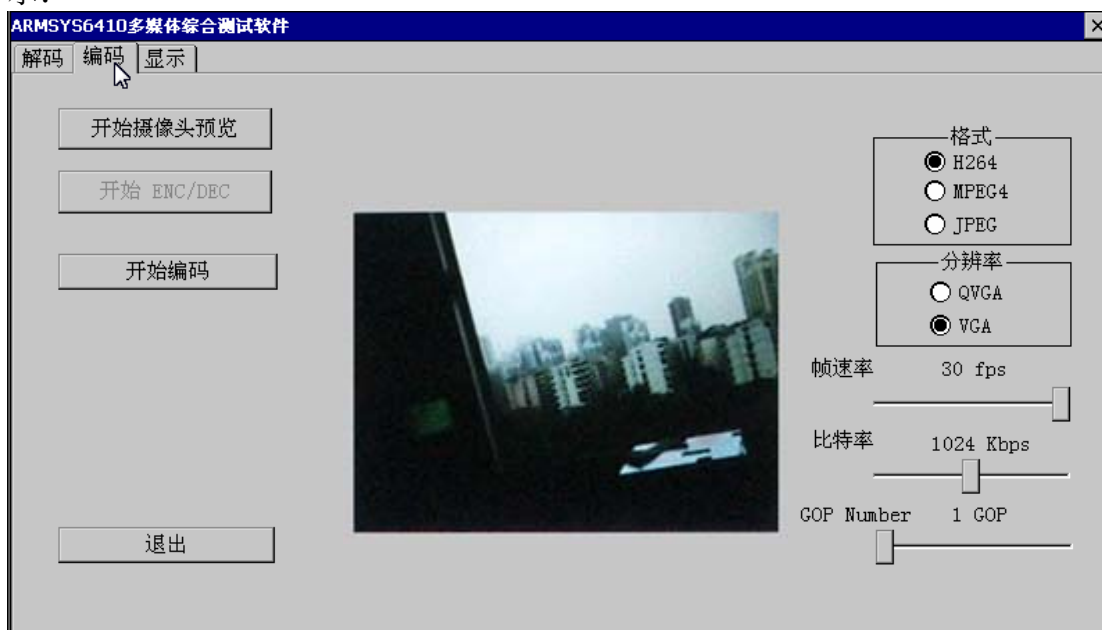 ARMSYS6410多媒体综合测试软件
解码 编码 显示
开始摄像头预览
开始 ENC/DEC
开始编码
退出
格式
H264
MPEG4
JPEG
分辨率
QVGA
VGA
帧速率 30 fps
比特率 1024 Kbps
GOP Number 1 GOP